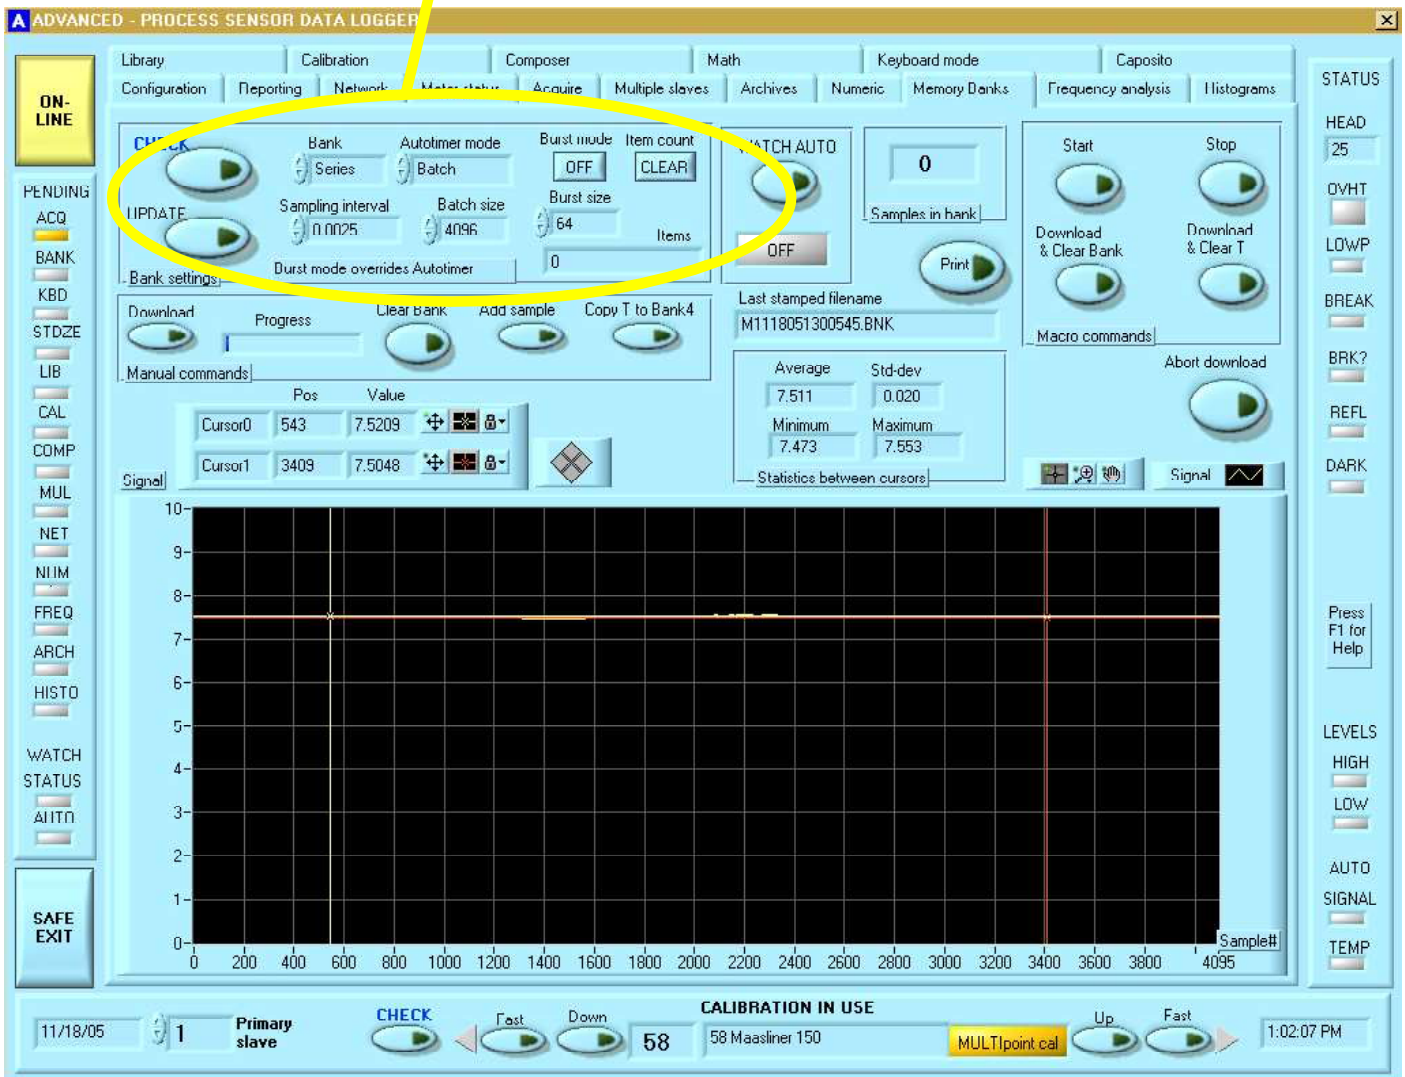 A ADVANCED - PROCESS SENSOR DATA LOGGER
Library Calibration Composer Math Keyboard mode Caposito
Configuration Reporting Network Meter status Acquire Multiple slaves Archives Numeric Memory Banks Frequency analysis Histograms
ON-
LINE
PENDING
ACQ
BANK
KBD
STDZE
LIB
CAL
COMP
MUL
NET
NUM
FREQ
ARCH
HISTO
WATCH
STATUS
AUTO
SAFE
EXIT
CHECK
UPDATE
Bank
Series
Autotimer mode
Batch
Burst mode
OFF
Item count
CLEAR
Sampling interval
0.0025
Batch size
4096
Burst size
64
Items
0
Burst mode overrides Autotimer
Bank settings
WATCH AUTO
OFF
0
Samples in bank
Print
Last stamped filename
M1118051300545.BNK
Start
Stop
Download
& Clear Bank
Download
& Clear T
Macro commands
Abort download
Download
Progress
Clear Bank
Add sample
Copy T to Bank4
Manual commands
Pos Value
Cursor0 543 7.5209
Cursor1 3409 7.5048
Average Std-dev
7.511 0.020
Minimum Maximum
7.473 7.553
Statistics between cursors
Signal
Signal
10
9
8
7
6
5
4
3
2
1
0
0 200 400 600 800 1000 1200 1400 1600 1800 2000 2200 2400 2600 2800 3000 3200 3400 3600 3800 4095
Sample#
STATUS
HEAD
25
OVHT
LOWP
BREAK
BRK?
REFL
DARK
Press
F1 for
Help
LEVELS
HIGH
LOW
AUTO
SIGNAL
TEMP
11/18/05
1
Primary
slave
CHECK
Fast
Down
CALIBRATION IN USE
58
58 Maasliner 150
MULTIpoint cal
Up
Fast
1:02:07 PM